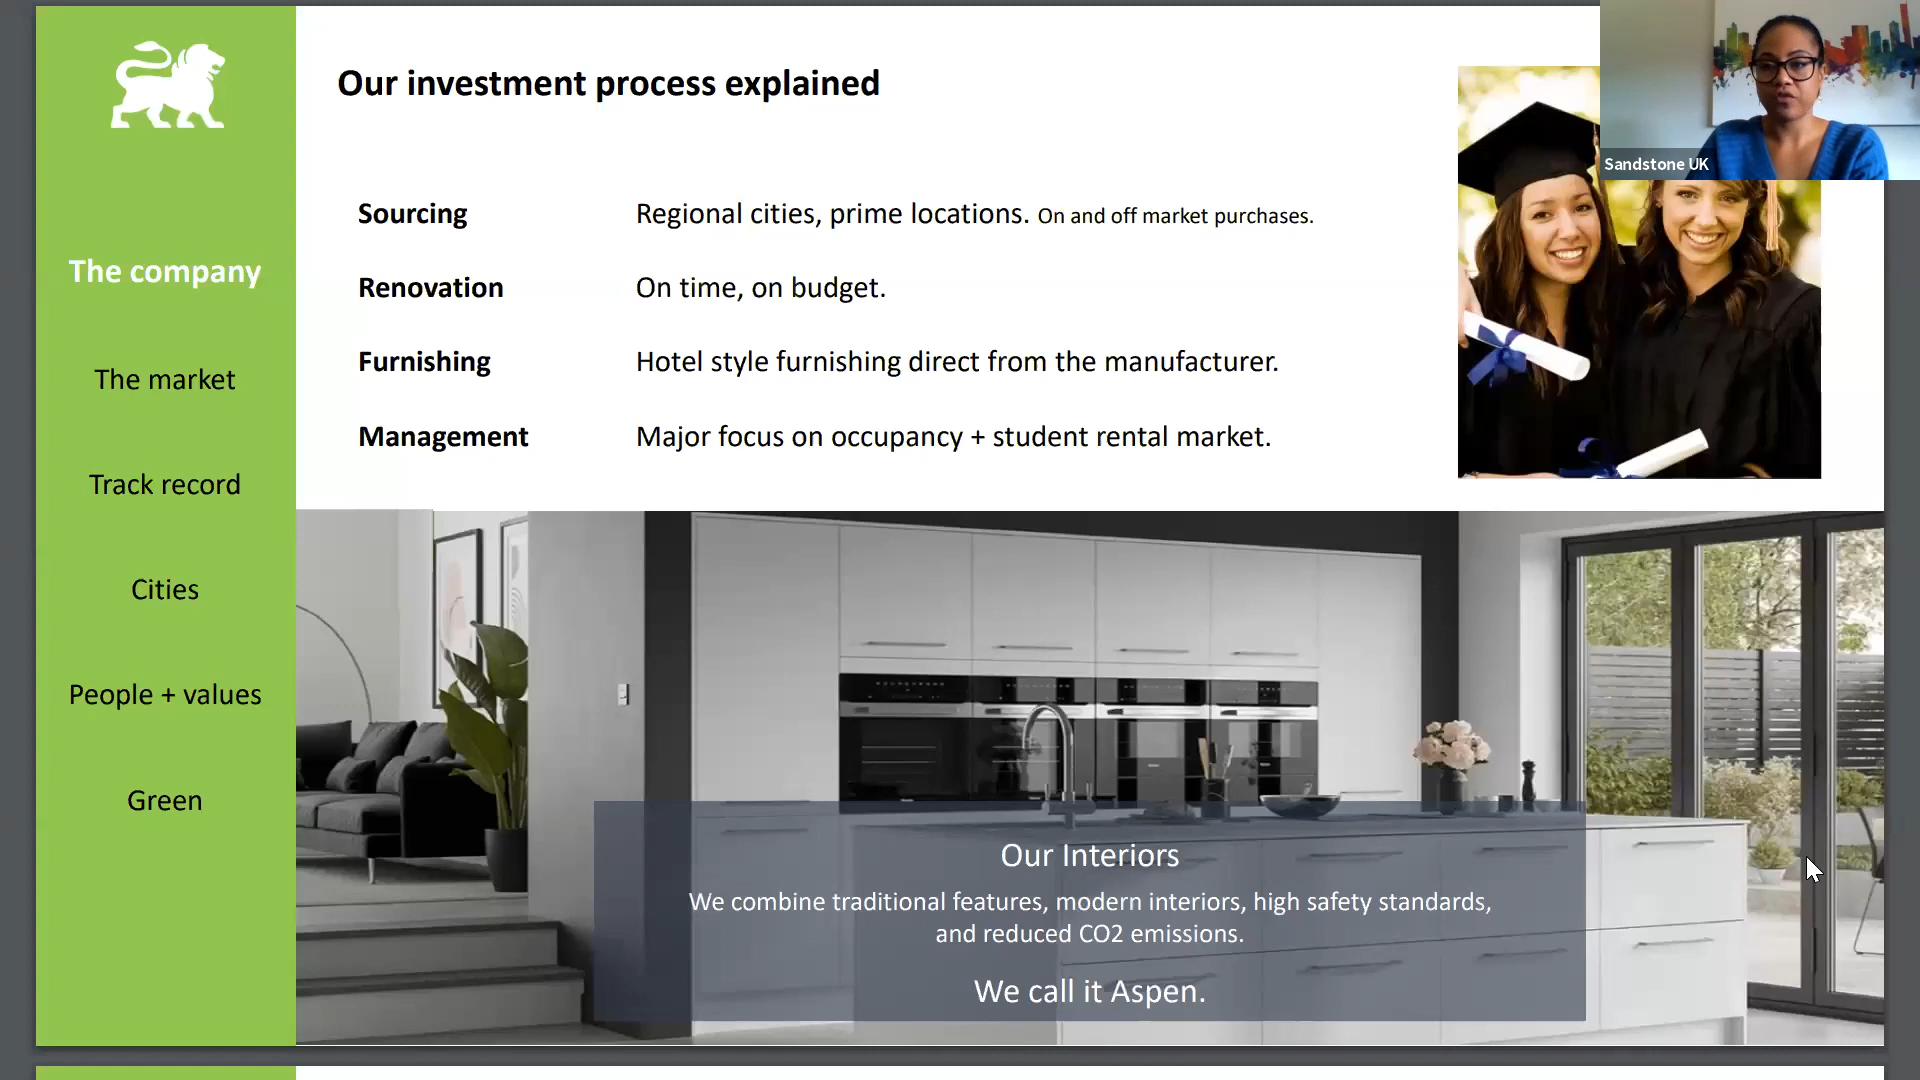 Our investment process explained
Sandstone UK
Sourcing Regional cities, prime locations. On and off market purchases.
Renovation On time, on budget.
Furnishing Hotel style furnishing direct from the manufacturer.
Management Major focus on occupancy + student rental market.
The company
The market
Track record
Cities
People + values
Green
Our Interiors
We combine traditional features, modern interiors, high safety standards,
and reduced CO2 emissions.
We call it Aspen.